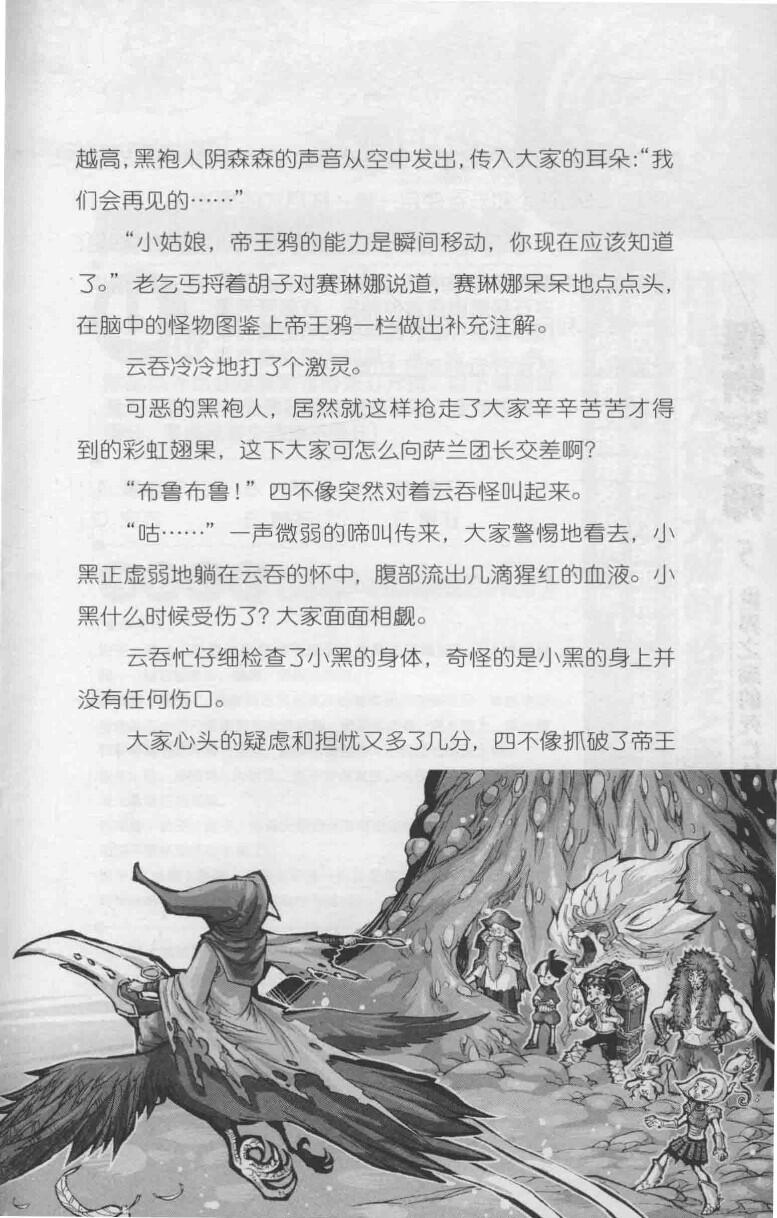 越高，黑袍人阴森森的声音从空中发出，传入大家的耳朵：“我
们会再见的……”
“小姑娘，帝王鸦的能力是瞬间移动，你现在应该知道
了。”老乞丐捋着胡子对赛琳娜说道，赛琳娜呆呆地点点头，
在脑中的怪物图鉴上帝王鸦一栏做出补充注解。
云吞冷冷地打了个激灵。
可恶的黑袍人，居然就这样抢走了大家辛辛苦苦才得
到的彩虹翅果，这下大家可怎么向萨兰团长交差啊？
“布鲁布鲁！”四不像突然对着云吞怪叫起来。
“咕……”一声微弱的啼叫传来，大家警惕地看去，小
黑正虚弱地躺在云吞的怀中，腹部流出几滴猩红的血液。小
黑什么时候受伤了？大家面面相觑。
云吞忙仔细检查了小黑的身体，奇怪的是小黑的身上并
没有任何伤口。
大家心头的疑虑和担忧又多了几分，四不像抓破了帝王